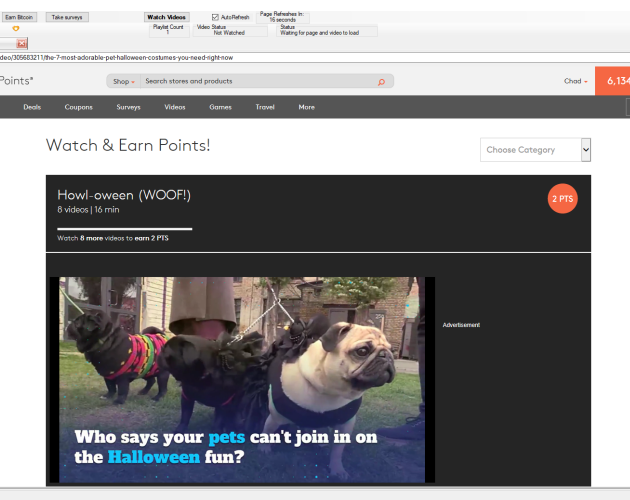 Earn Bitcoin Take surveys Watch Videos AutoRefresh Page Refreshes In:
16 seconds
Playlist Count Video Status Status
1 Not Watched Waiting for page and video to load
deo/305683211/the-7-most-adorable-pet-halloween-costumes-you-need-right-now
Points* Shop Search stores and products Chad 6,134
Deals Coupons Surveys Videos Games Travel More
Watch & Earn Points!
Choose Category
Howl-oween (WOOF!)
2 PTS
8 videos | 16 min
Watch 8 more videos to earn 2 PTS
Advertisement
Who says your pets can't join in on
the Halloween fun?